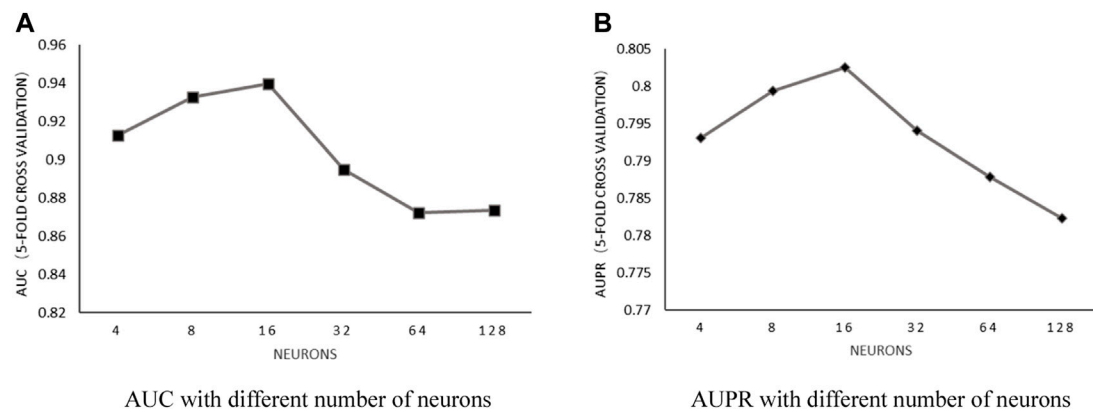 A
0.96
0.94
0.92
0.9
0.88
0.86
0.84
0.82
AUC (5-FOLD CROSS VALIDATION)
4 8 16 32 64 128
NEURONS
AUC with different number of neurons
B
0.805
0.8
0.795
0.79
0.785
0.78
0.775
0.77
AUPR (5-FOLD CROSS VALIDATION)
4 8 16 32 64 128
NEURONS
AUPR with different number of neurons